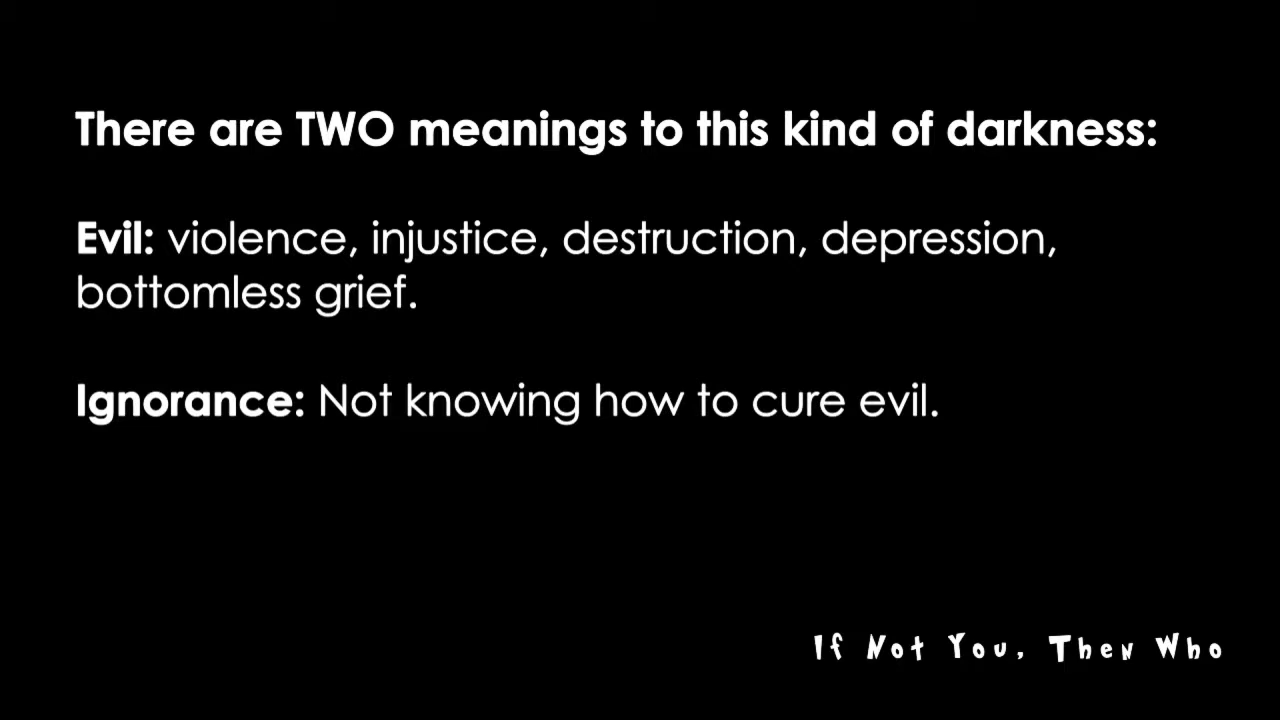 There are TWO meanings to this kind of darkness:
Evil: violence, injustice, destruction, depression,
bottomless grief.
Ignorance: Not knowing how to cure evil.
If Not You, Then Who